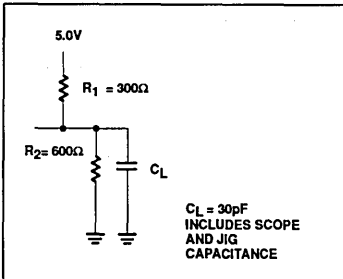 5.0V
R1 = 300Ω
R2=600Ω
CL
CL = 30pF
INCLUDES SCOPE
AND JIG
CAPACITANCE